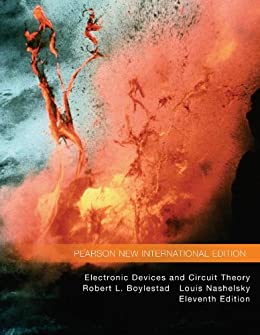 PEARSON NEW INTERNATIONAL EDITION
Electronic Devices and Circuit Theory
Robert L. Boylestad Louis Nashelsky
Eleventh Edition